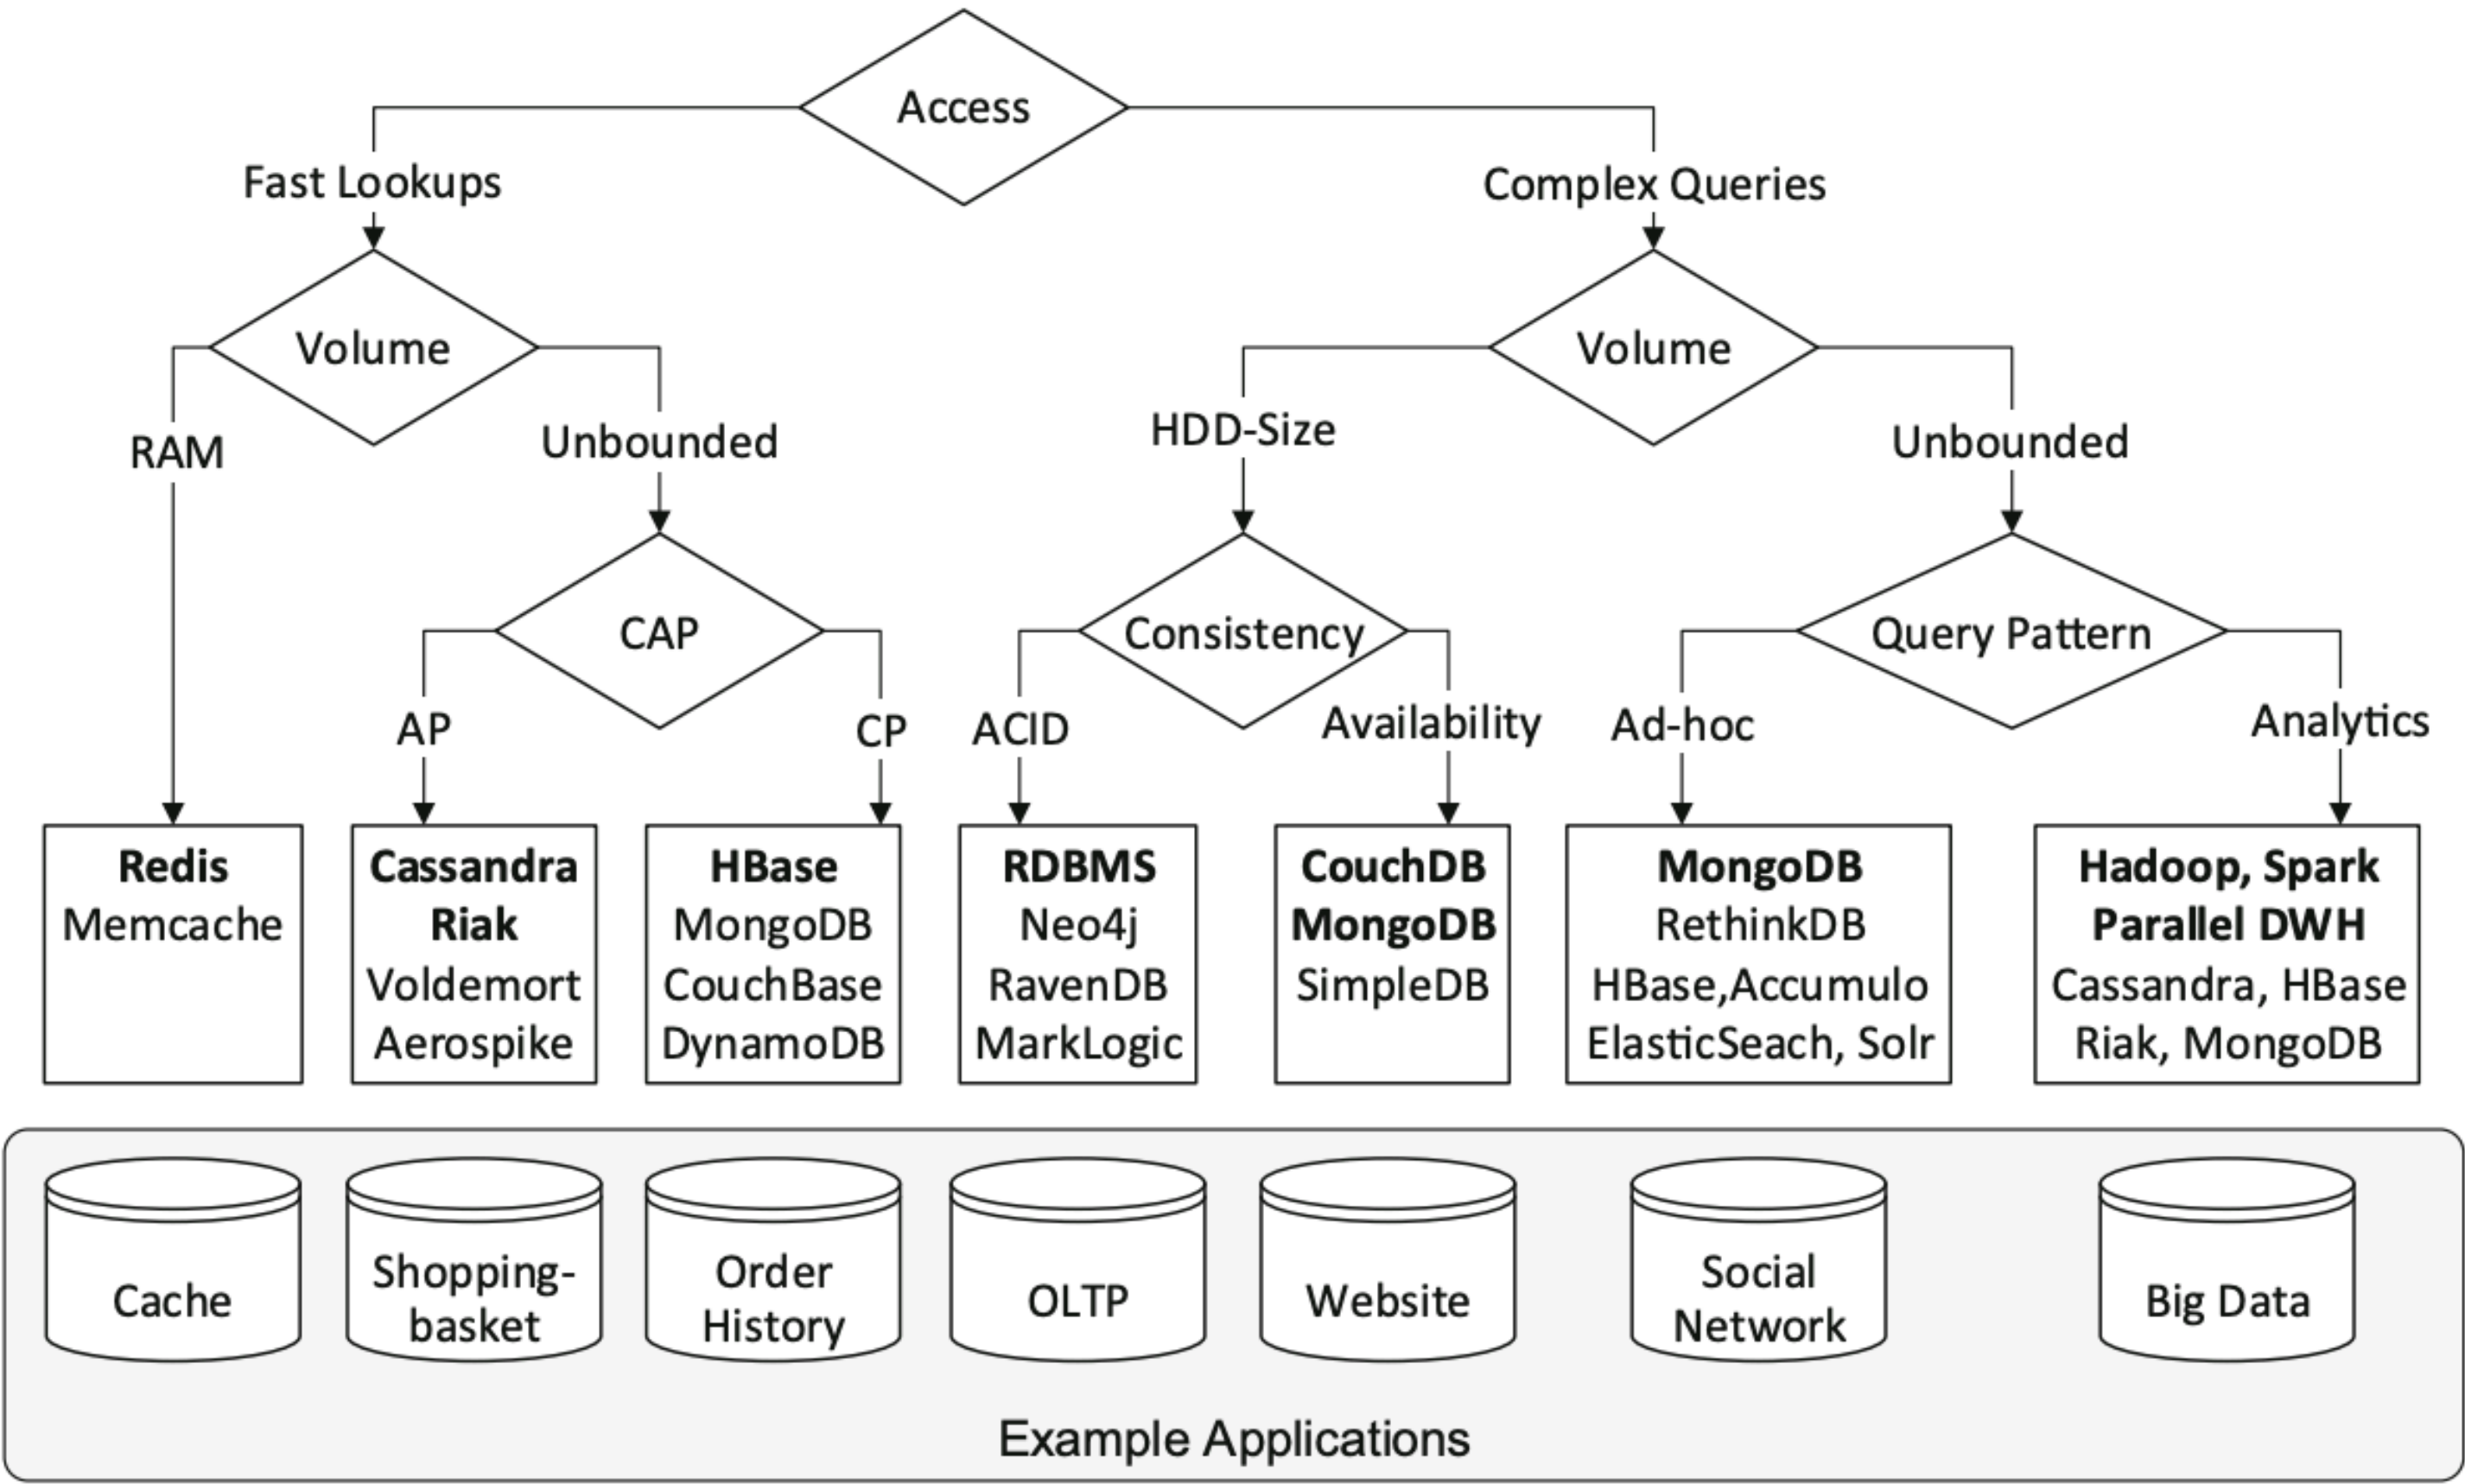 Access
Fast Lookups
Complex Queries
Volume
Volume
RAM
Unbounded
HDD-Size
Unbounded
CAP
Consistency
Query Pattern
AP
CP
ACID
Availability
Ad-hoc
Analytics
Redis
Memcache
Cassandra
Riak
Voldemort
Aerospike
HBase
MongoDB
CouchBase
DynamoDB
RDBMS
Neo4j
RavenDB
MarkLogic
CouchDB
MongoDB
SimpleDB
MongoDB
RethinkDB
HBase,Accumulo
ElasticSeach, Solr
Hadoop, Spark
Parallel DWH
Cassandra, HBase
Riak, MongoDB
Cache
Shopping-
basket
Order
History
OLTP
Website
Social
Network
Big Data
Example Applications